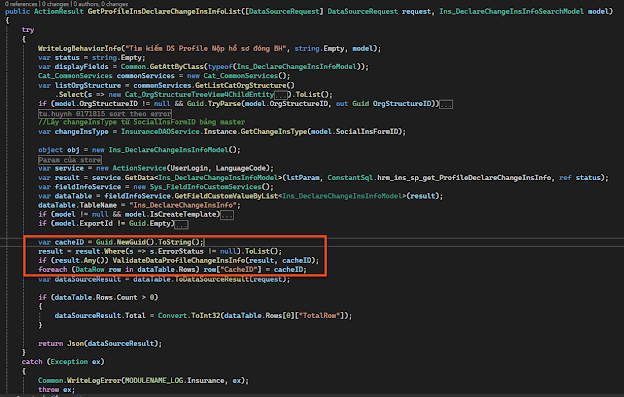 0 references | 0 changes | 0 authors, 0 changes
public ActionResult GetProfileInsDeclareChangeInsInfoList([DataSourceRequest] DataSourceRequest request, Ins_DeclareChangeInsInfoSearchModel model)
{
try
{
WriteLogBehaviorInfo("Tìm kiếm DS Profile Nộp hồ sơ đóng BH", string.Empty, model);
var status = string.Empty;
var displayFields = Common.GetAttByClass(typeof(Ins_DeclareChangeInsInfoModel));
Cat_CommonServices commonServices = new Cat_CommonServices();
var listOrgStructure = commonServices.GetListCatOrgStructure()
.Select(s => new Cat_OrgStructureTreeView4ChildEntity...).ToList();
if (model.OrgStructureID != null && Guid.TryParse(model.OrgStructureID, out Guid OrgStructureID))...
tu.huynh 0171815 sort theo error
//Lấy changeInsType từ SocialInsFormID bảng master
var changeInsType = InsuranceDAOService.Instance.GetChangeInsType(model.SocialInsFormID);
object obj = new Ins_DeclareChangeInsInfoModel();
Param của store
var service = new ActionService(UserLogin, LanguageCode);
var result = service.GetData<Ins_DeclareChangeInsInfoModel>(lstParam, ConstantSql.hrm_ins_sp_get_ProfileDeclareChangeInsInfo, ref status);
var fieldInfoService = new Sys_FieldInfoCustomServices();
var dataTable = fieldInfoService.GetFieldCustomValueByList<Ins_DeclareChangeInsInfoModel>(result);
dataTable.TableName = "Ins_DeclareChangeInsInfo";
if (model != null && model.IsCreateTemplate)...
if (model.ExportId != Guid.Empty)...
var cacheID = Guid.NewGuid().ToString();
result = result.Where(s => s.ErrorStatus != null).ToList();
if (result.Any()) ValidateDataProfileChangeInsInfo(result, cacheID);
foreach (DataRow row in dataTable.Rows) row["CacheID"] = cacheID;
var dataSourceResult = dataTable.ToDataSourceResult(request);
if (dataTable.Rows.Count > 0)
{
dataSourceResult.Total = Convert.ToInt32(dataTable.Rows[0]["TotalRow"]);
}
return Json(dataSourceResult);
}
catch (Exception ex)
{
Common.WriteLogError(MODULENAME_LOG.Insurance, ex);
throw ex;